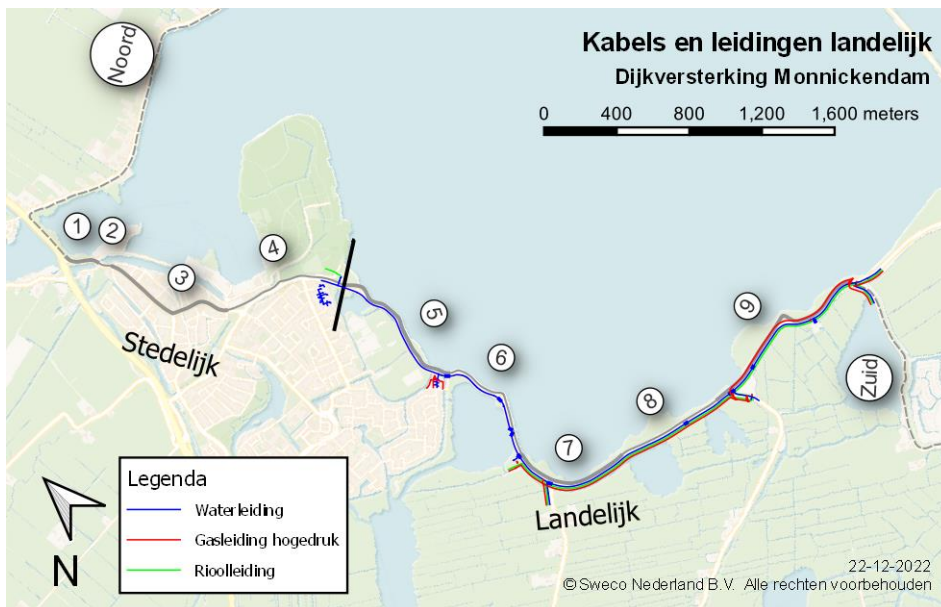 Kabels en leidingen landelijk
Dijkversterking Monnickendam
0 400 800 1,200 1,600 meters
Noord
1
2
3
4
5
6
7
8
9
Zuid
Stedelijk
Landelijk
Legenda
Waterleiding
Gasleiding hogedruk
Rioolleiding
N
22-12-2022
© Sweco Nederland B.V. Alle rechten voorbehouden